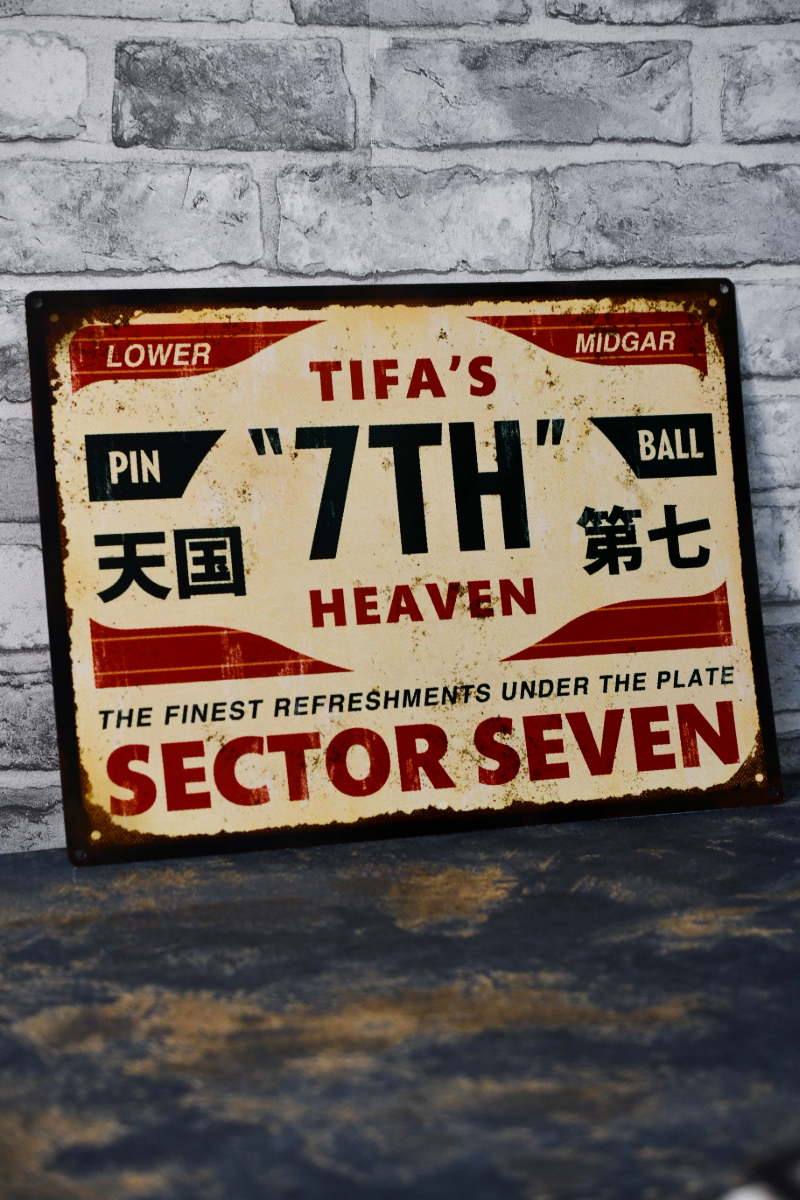 LOWER
MIDGAR
TIFA'S
PIN
"7TH"
BALL
天国
第七
HEAVEN
THE FINEST REFRESHMENTS UNDER THE PLATE
SECTOR SEVEN